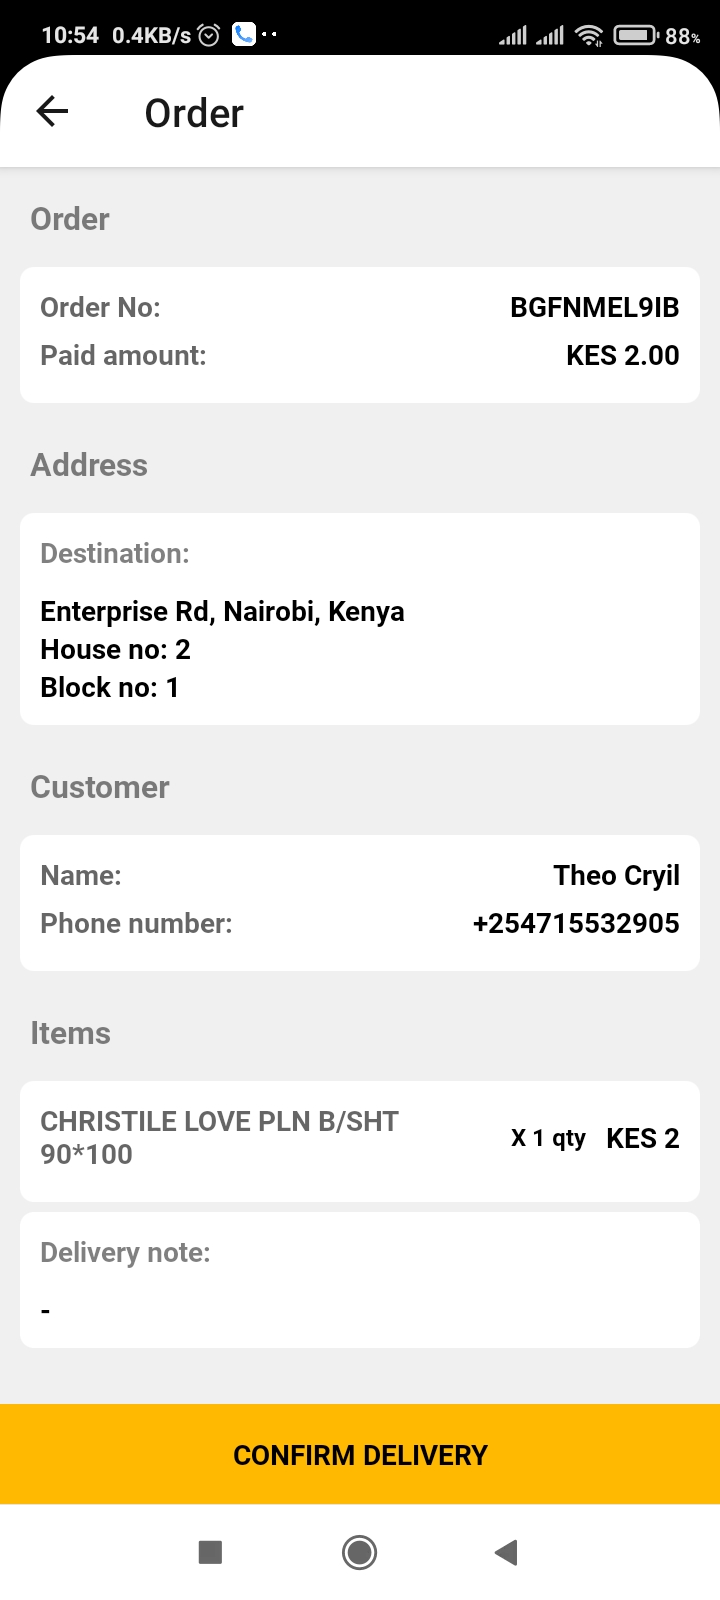 10:54 0.4KB/s 88%
Order
Order
Order No: BGFNMEL9IB
Paid amount: KES 2.00
Address
Destination:
Enterprise Rd, Nairobi, Kenya
House no: 2
Block no: 1
Customer
Name: Theo Cryil
Phone number: +254715532905
Items
CHRISTILE LOVE PLN B/SHT
90*100
X 1 qty KES 2
Delivery note:
-
CONFIRM DELIVERY